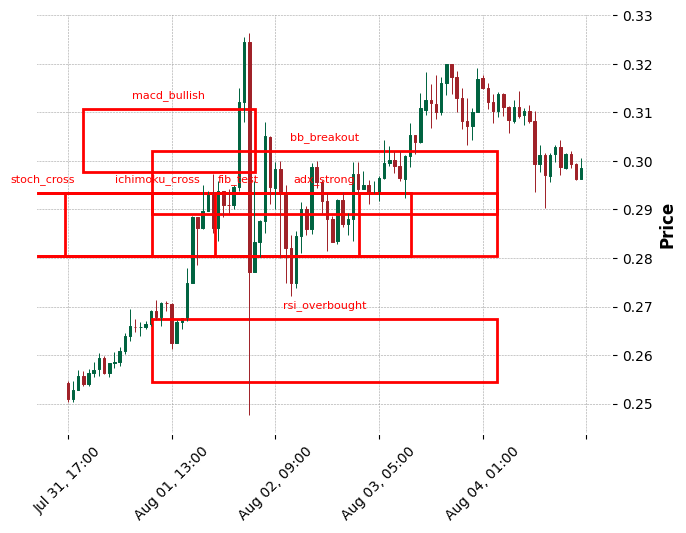 0.33
0.32
macd_bullish
0.31
bb_breakout
0.30
stoch_cross
ichimoku_cross
fib_test
adx_strong
0.29
0.28
0.27
rsi_overbought
0.26
0.25
Price
Jul 31, 17:00
Aug 01, 13:00
Aug 02, 09:00
Aug 03, 05:00
Aug 04, 01:00